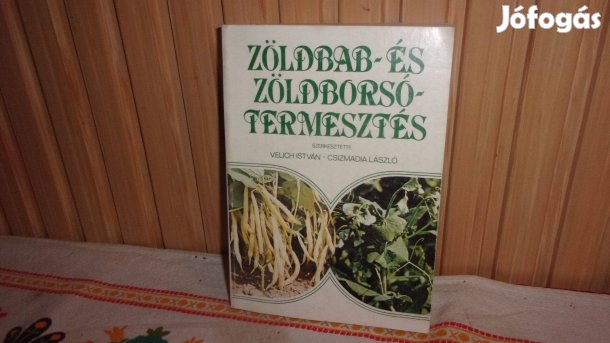 Jófogás
ZÖLDBAB- ÉS
ZÖLDBORSÓ-
TERMESZTÉS
SZERKESZTETTE
VELICH ISTVÁN · CSIZMADIA LÁSZLÓ